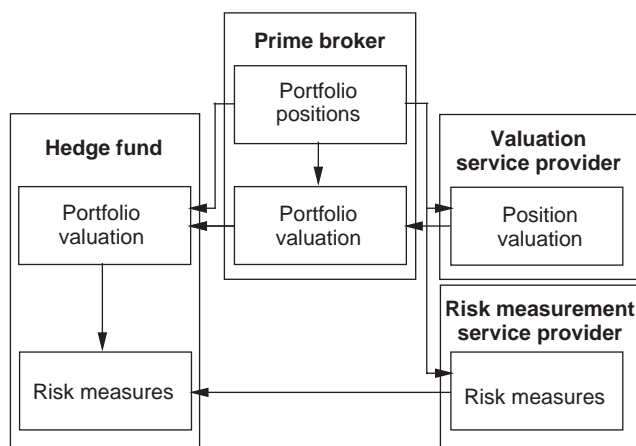 Prime broker
Portfolio
positions
Hedge fund
Portfolio
valuation
Risk measures
Portfolio
valuation
Valuation
service provider
Position
valuation
Risk measurement
service provider
Risk measures